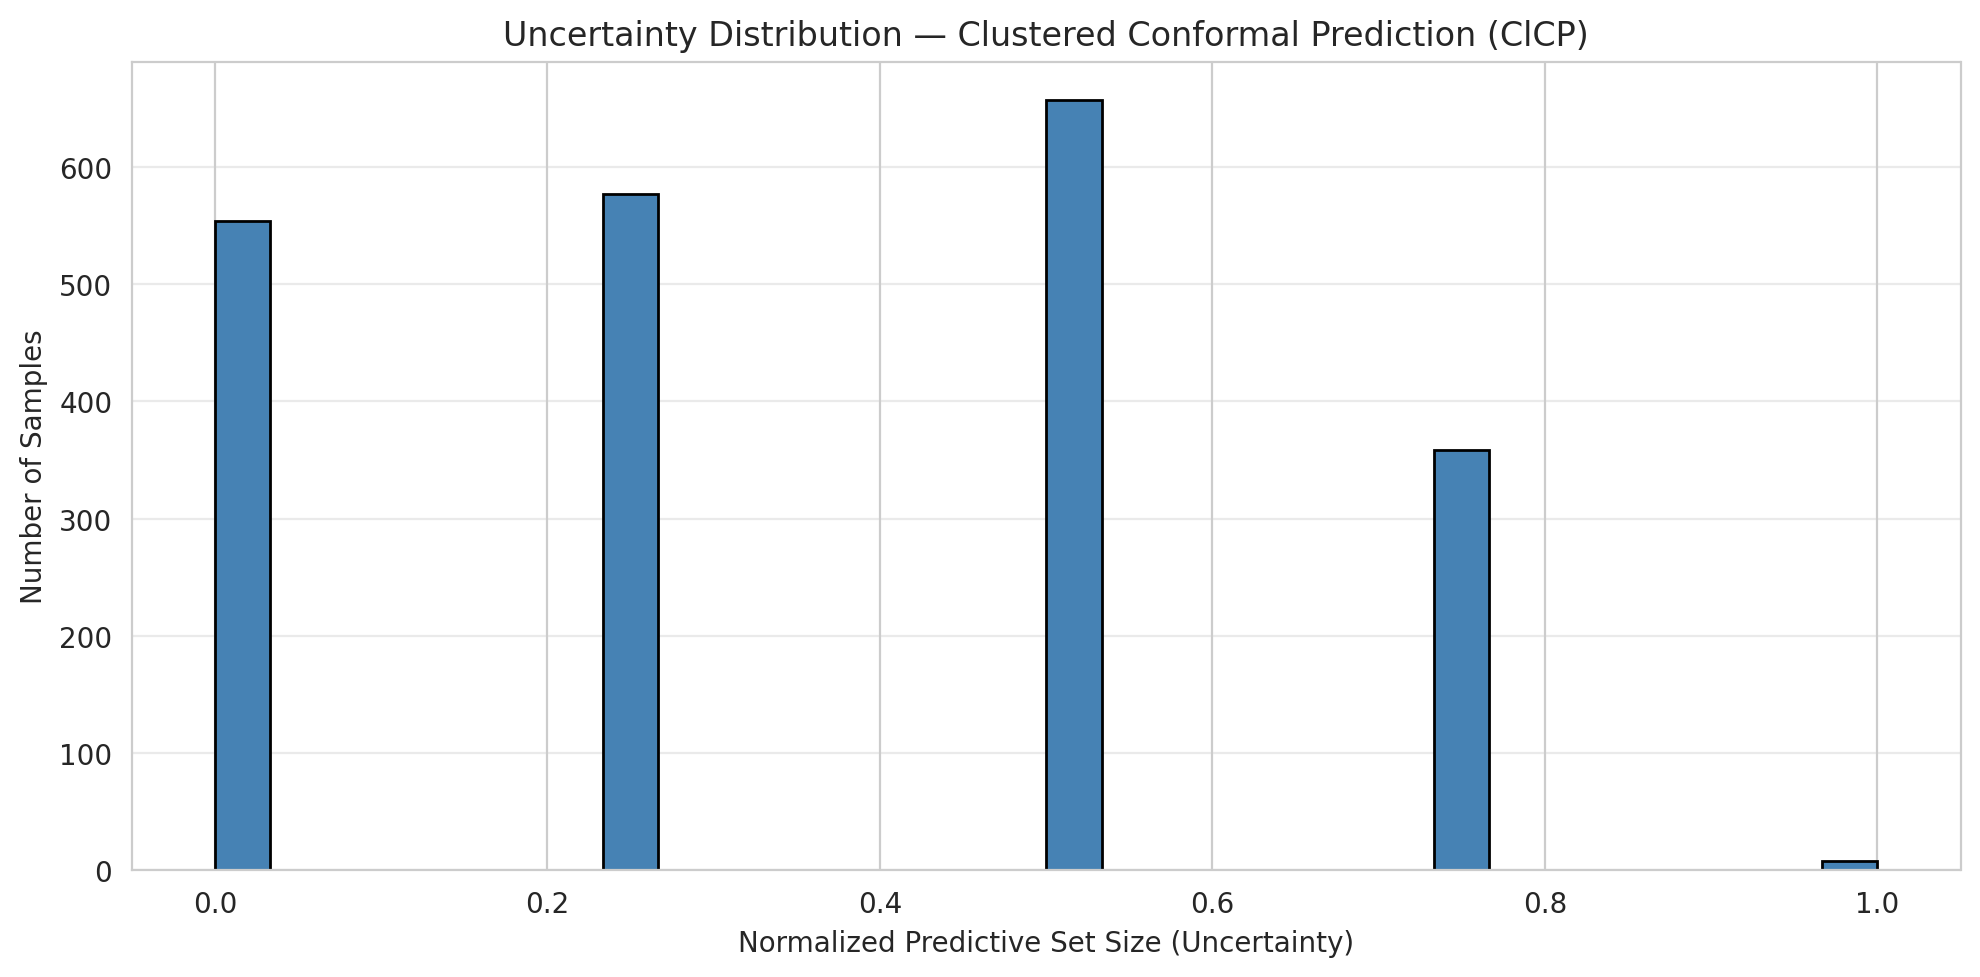 Uncertainty Distribution — Clustered Conformal Prediction (ClCP)
Number of Samples
600
500
400
300
200
100
0
0.0 0.2 0.4 0.6 0.8 1.0
Normalized Predictive Set Size (Uncertainty)